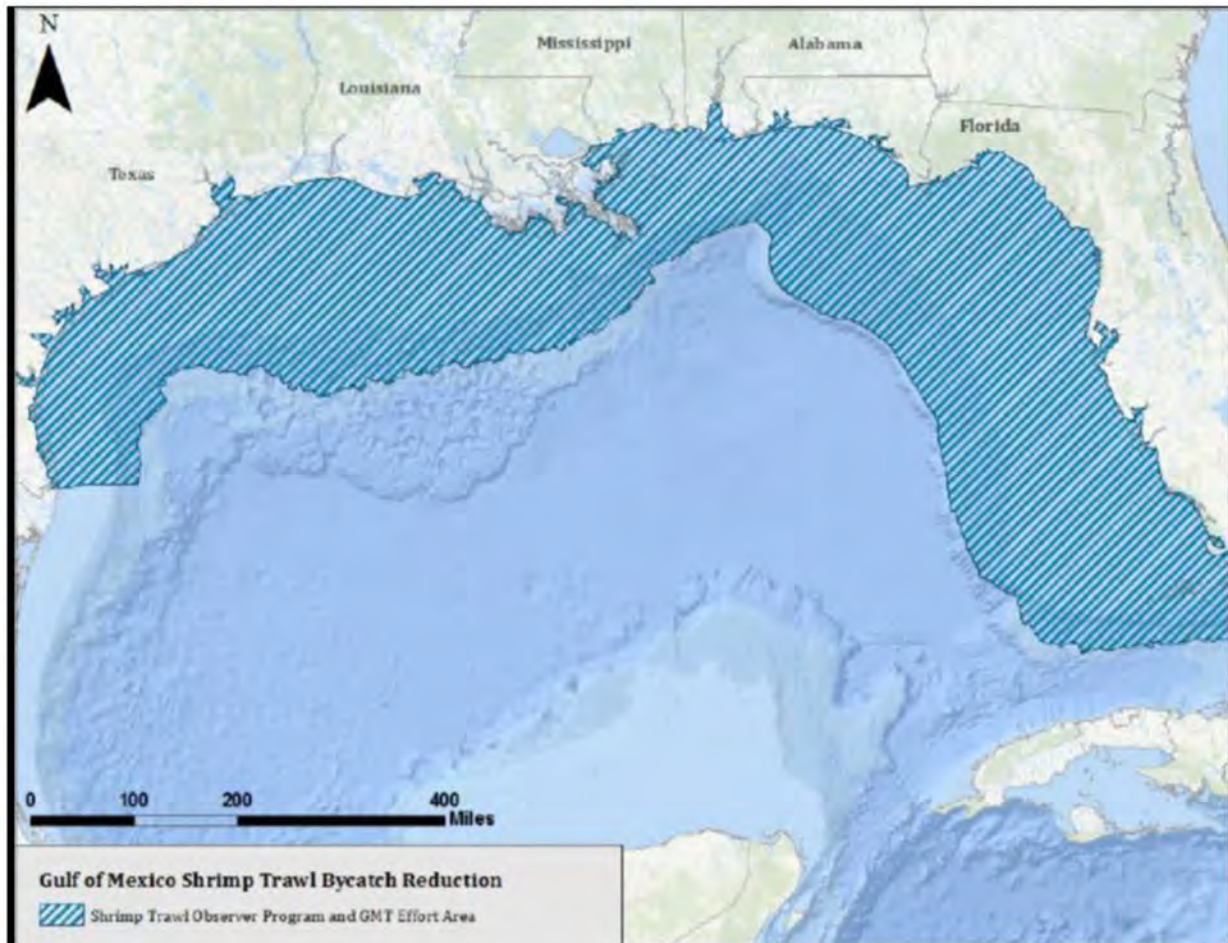 N
Mississippi
Alabama
Louisiana
Florida
Texas
0 100 200 400
Miles
Gulf of Mexico Shrimp Trawl Bycatch Reduction
Shrimp Trawl Observer Program and GMT Effort Area